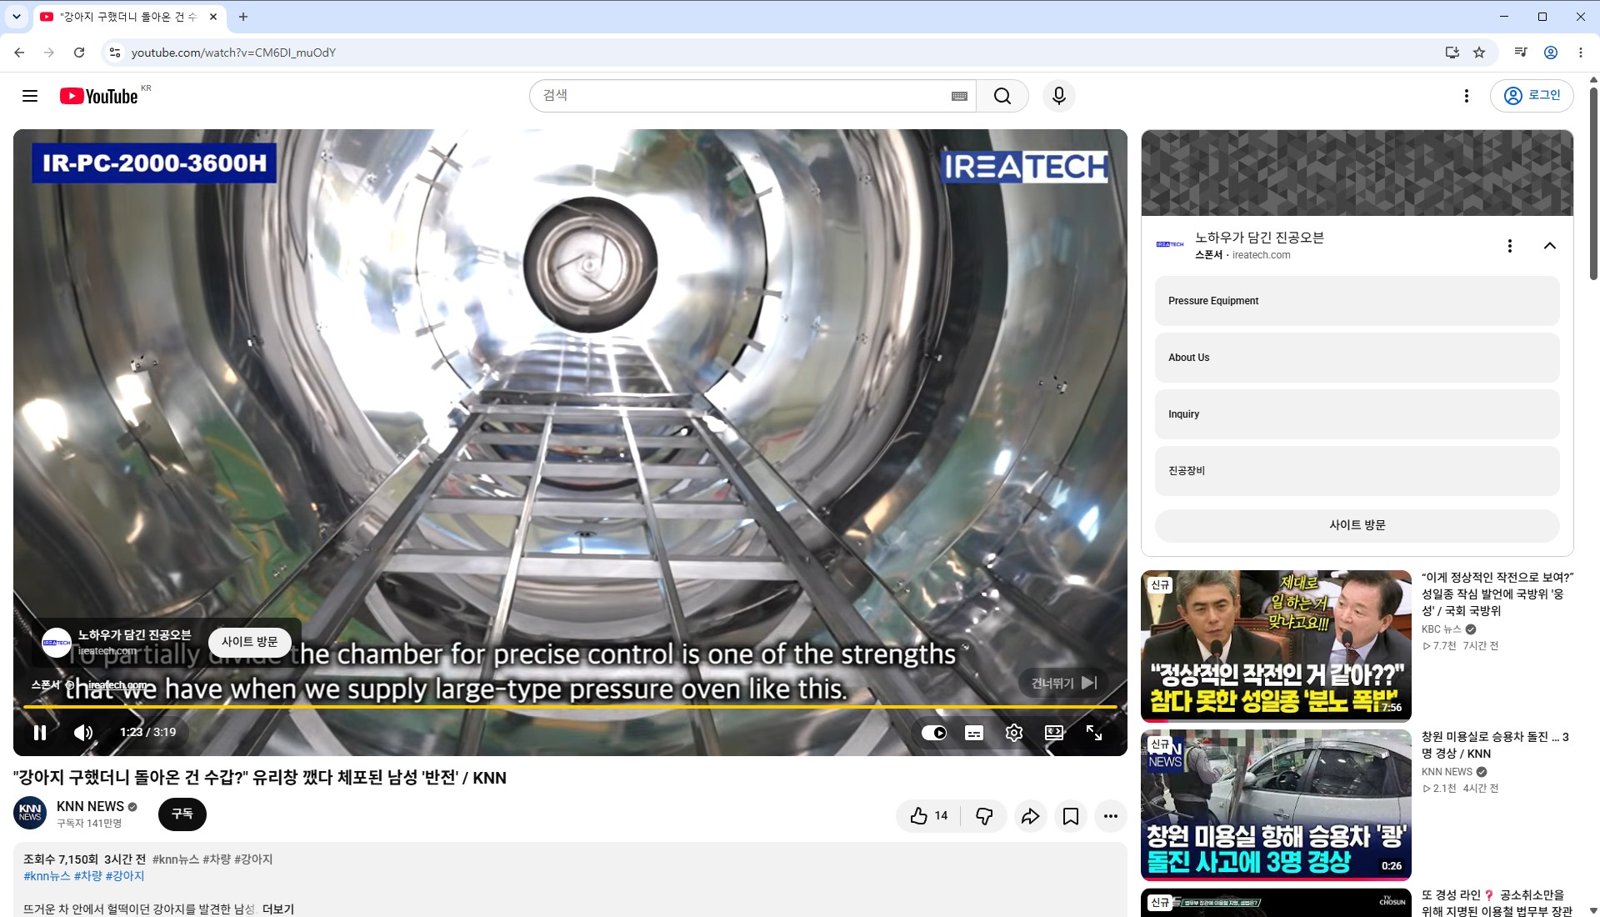 "강아지 구했더니 돌아온 건 수
youtube.com/watch?v=CM6DI_muOdY
YouTube KR
검색
로그인
IR-PC-2000-3600H
IREATECH
노하우가 담긴 진공오븐
ireatech.com
사이트 방문
To partially divide the chamber for precise control is one of the strengths
that we have when we supply large-type pressure oven like this.
스폰서
ireatech.com
건너뛰기
1:23 / 3:19
"강아지 구했더니 돌아온 건 수갑?" 유리창 깼다 체포된 남성 '반전' / KNN
KNN NEWS
KNN NEWS
구독자 141만명
구독
14
조회수 7,150회 3시간 전 #knn뉴스 #차량 #강아지
#knn뉴스 #차량 #강아지
뜨거운 차 안에서 헐떡이던 강아지를 발견한 남성. 더보기
IREATECH
노하우가 담긴 진공오븐
스폰서 · ireatech.com
Pressure Equipment
About Us
Inquiry
진공장비
사이트 방문
신규
제대로
일 하는 거
맞냐고요!!!
"정상적인 작전인 거 같아??"
참다 못한 성일종 '분노 폭발'
7:56
"이게 정상적인 작전으로 보여?"
성일종 작심 발언에 국방위 '웅
성' / 국회 국방위
KBC 뉴스
7.7천 7시간 전
신규
KNN
NEWS
창원 미용실 향해 승용차 '쾅'
돌진 사고에 3명 경상
0:26
창원 미용실로 승용차 돌진 … 3
명 경상 / KNN
KNN NEWS
2.1천 4시간 전
신규
TV CHOSUN
또 경성 라인❓ 공소취소만을
위해 지명된 이용철 법무부 장관